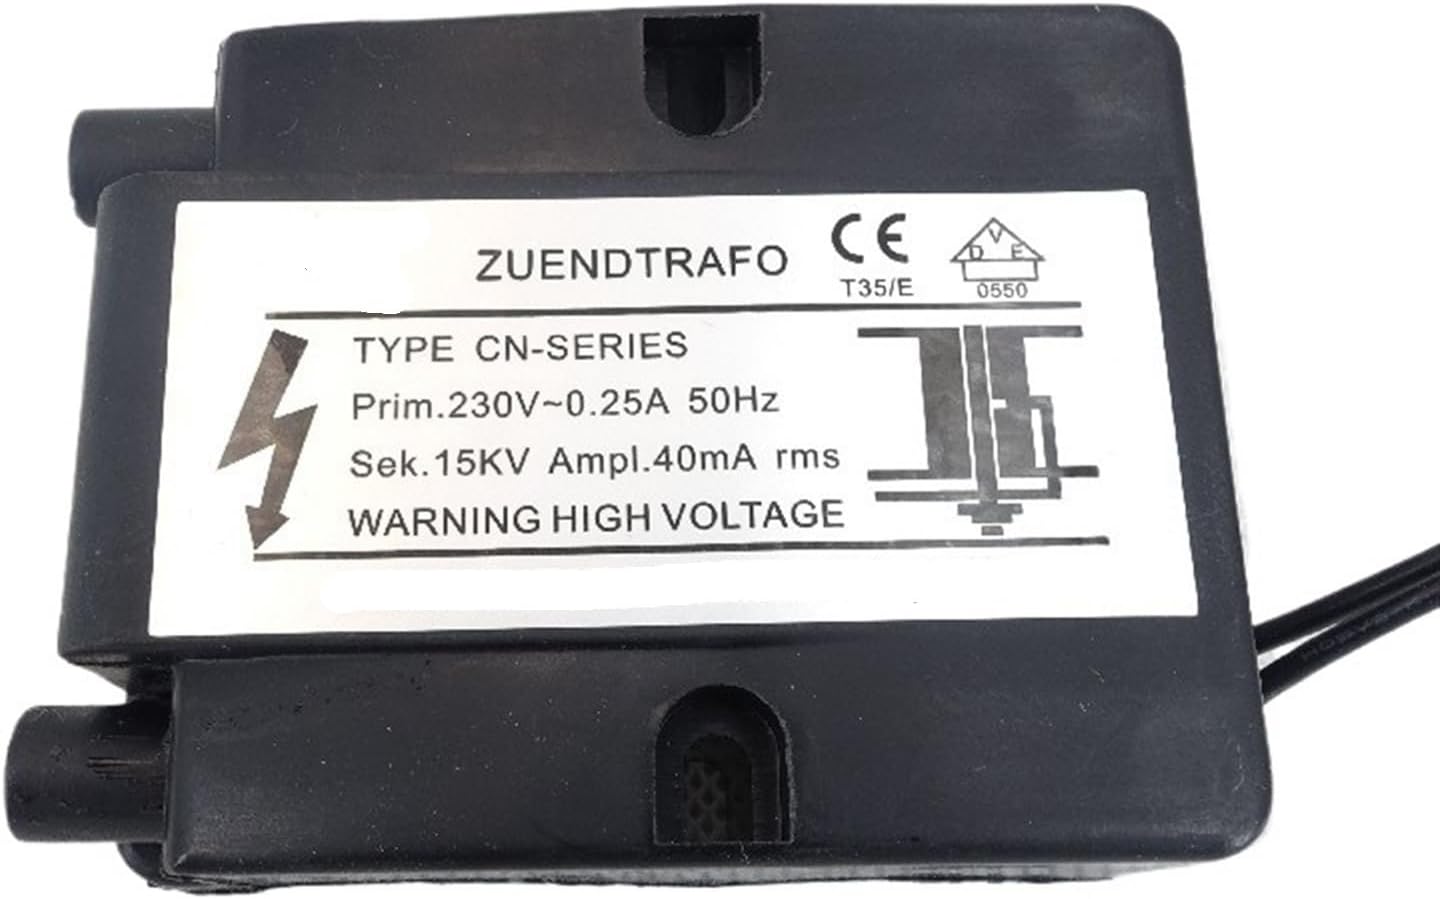 ZUENDTRAFO
CE
T35/E
VDE
0550
TYPE CN-SERIES
Prim.230V~0.25A 50Hz
Sek.15KV Ampl.40mA rms
WARNING HIGH VOLTAGE